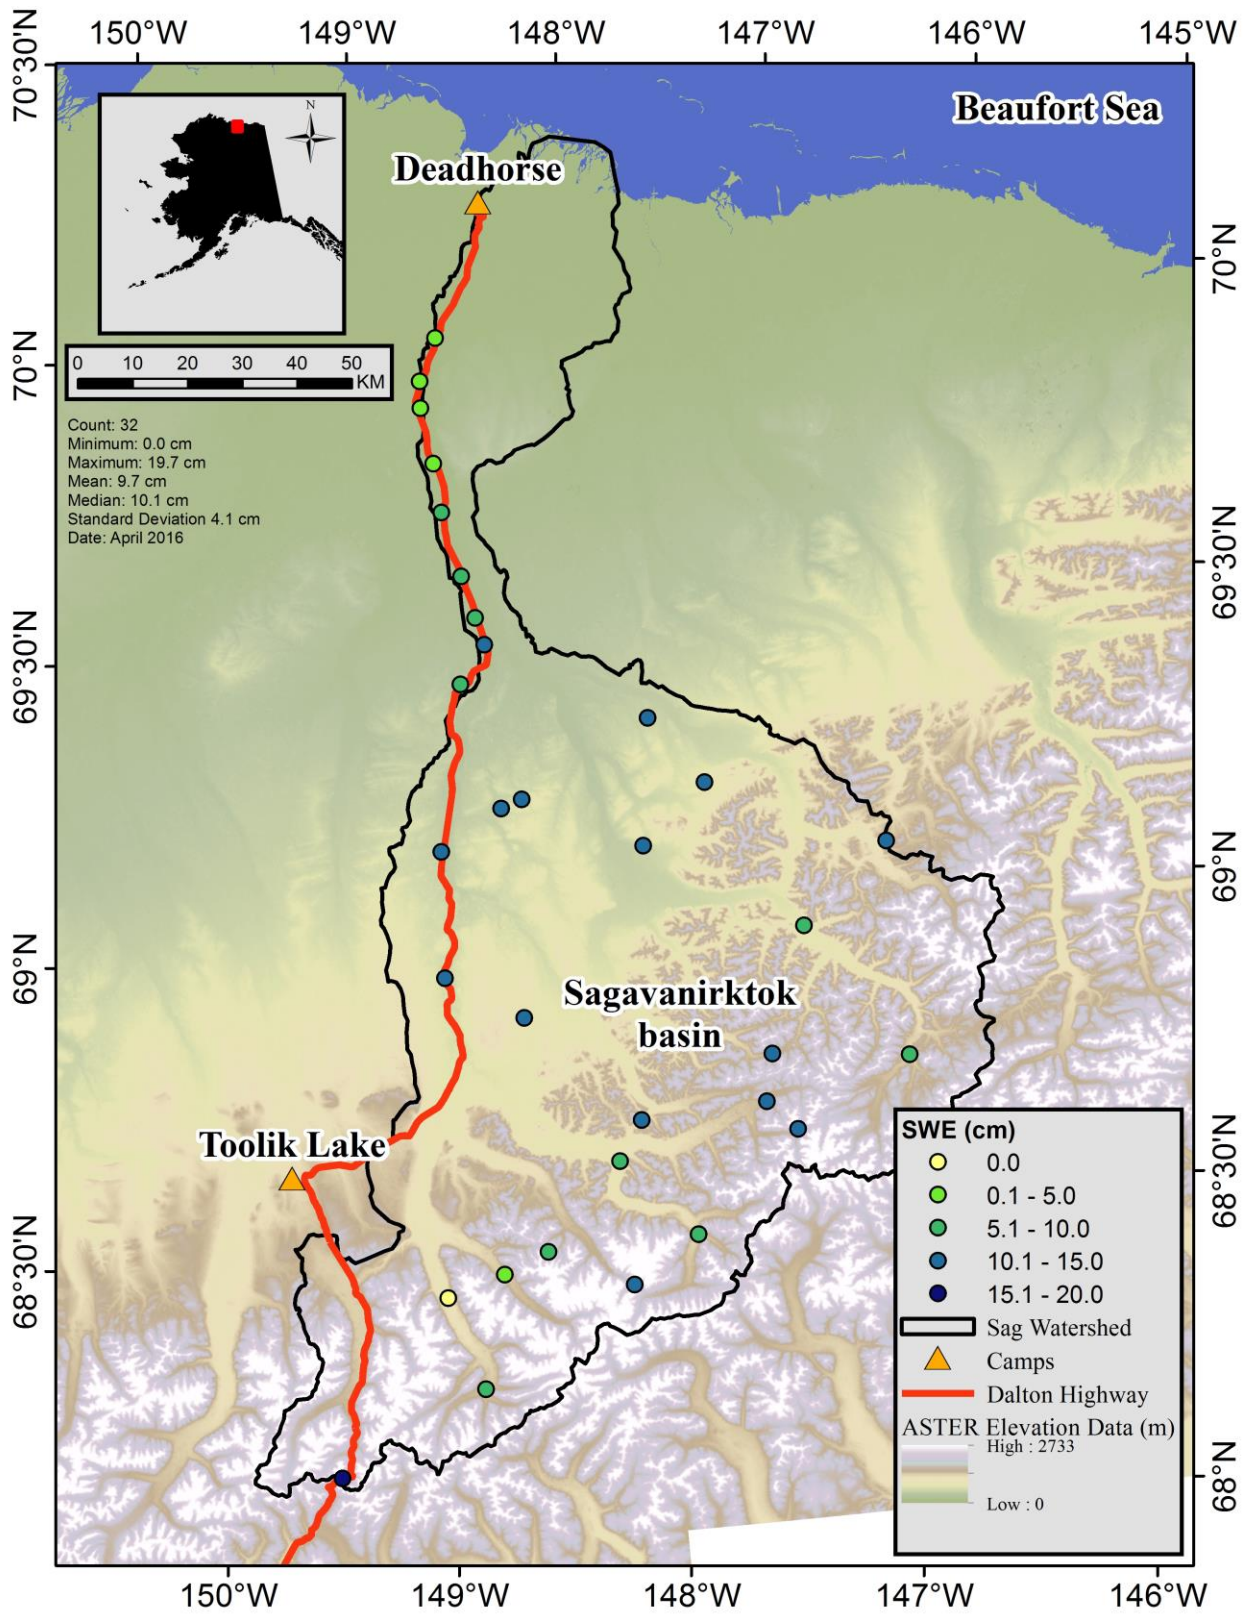 150°W 149°W 148°W 147°W 146°W 145°W
70°30'N
Beaufort Sea
N
Deadhorse
70°N
0 10 20 30 40 50
KM
70°N
Count: 32
Minimum: 0.0 cm
Maximum: 19.7 cm
Mean: 9.7 cm
Median: 10.1 cm
Standard Deviation 4.1 cm
Date: April 2016
69°30'N
69°30'N
69°N
69°N
Sagavanirktok
basin
Toolik Lake
68°30'N
68°30'N
SWE (cm)
0.0
0.1 - 5.0
5.1 - 10.0
10.1 - 15.0
15.1 - 20.0
Sag Watershed
Camps
Dalton Highway
ASTER Elevation Data (m)
High : 2733
Low : 0
68°N
150°W 149°W 148°W 147°W 146°W